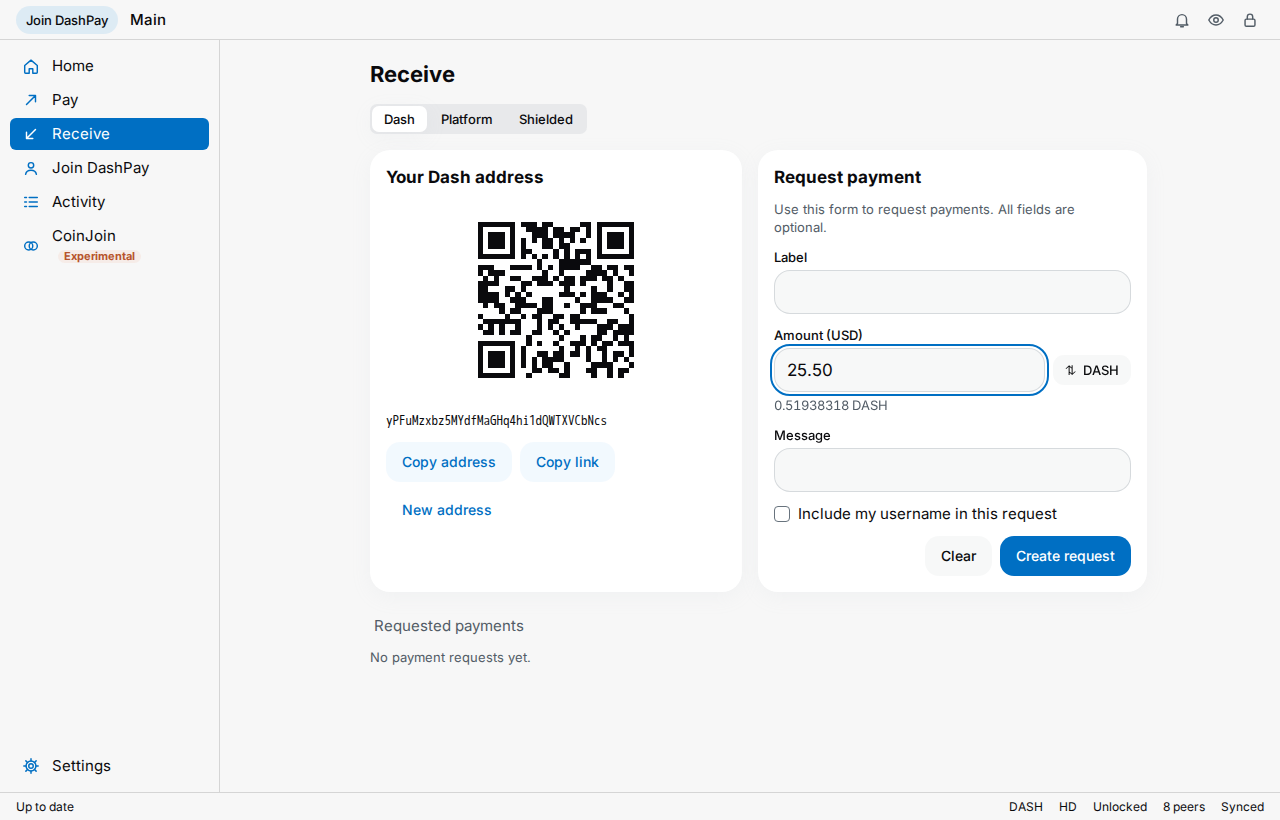 Join DashPay
Main
Home
Pay
Receive
Join DashPay
Activity
CoinJoin
Experimental
Settings
Receive
Dash
Platform
Shielded
Your Dash address
yPFuMzxbz5MYdfMaGHq4hi1dQWTXVCbNcs
Copy address
Copy link
New address
Request payment
Use this form to request payments. All fields are
optional.
Label
Amount (USD)
25.50
⇅ DASH
0.51938318 DASH
Message
Include my username in this request
Clear
Create request
Requested payments
No payment requests yet.
Up to date
DASH
HD
Unlocked
8 peers
Synced